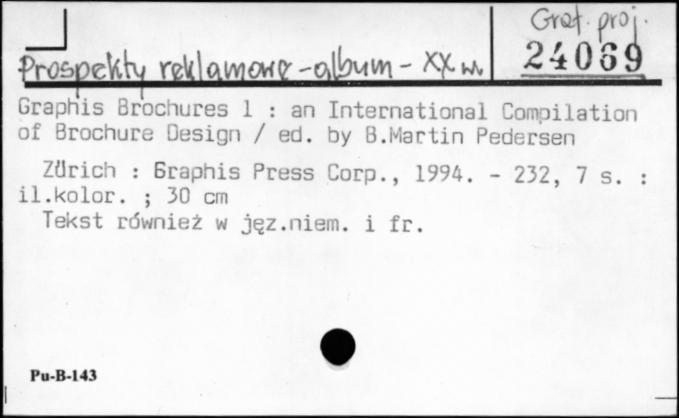 Graf. proj.
24069
Prospekty reklamowe - album - XX w
Graphis Brochures 1 : an International Compilation
of Brochure Design / ed. by B.Martin Pedersen
Zürich : Graphis Press Corp., 1994. - 232, 7 s. :
il.kolor. ; 30 cm
Tekst również w jęz.niem. i fr.
Pu-B-143